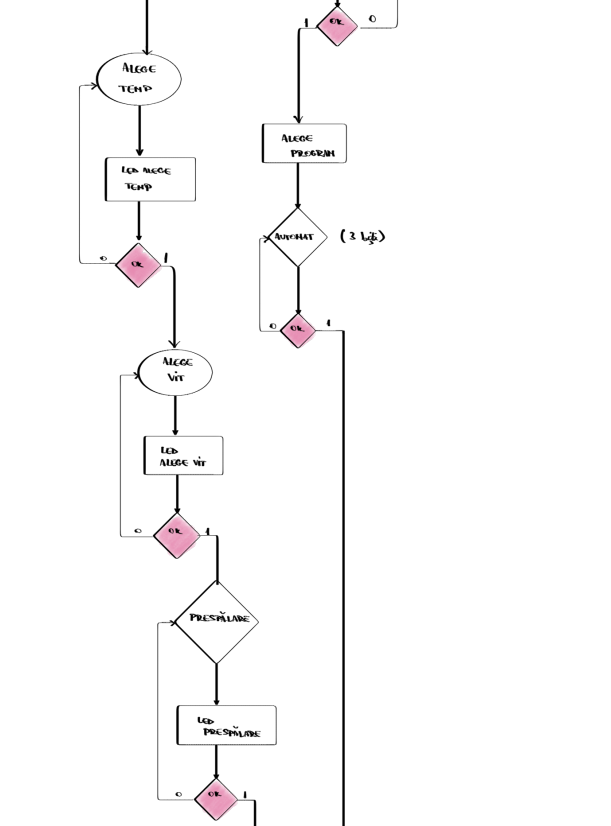 OK
1
0
ALEGE
TEMP
LED ALEGE
TEMP
OK
0
1
ALEGE
PROGRAM
AUTOMAT
(3 biți)
OK
0
1
ALEGE
VIT
LED
ALEGE VIT
OK
0
1
PRESPĂLARE
LED
PRESPĂLARE
OK
0
1